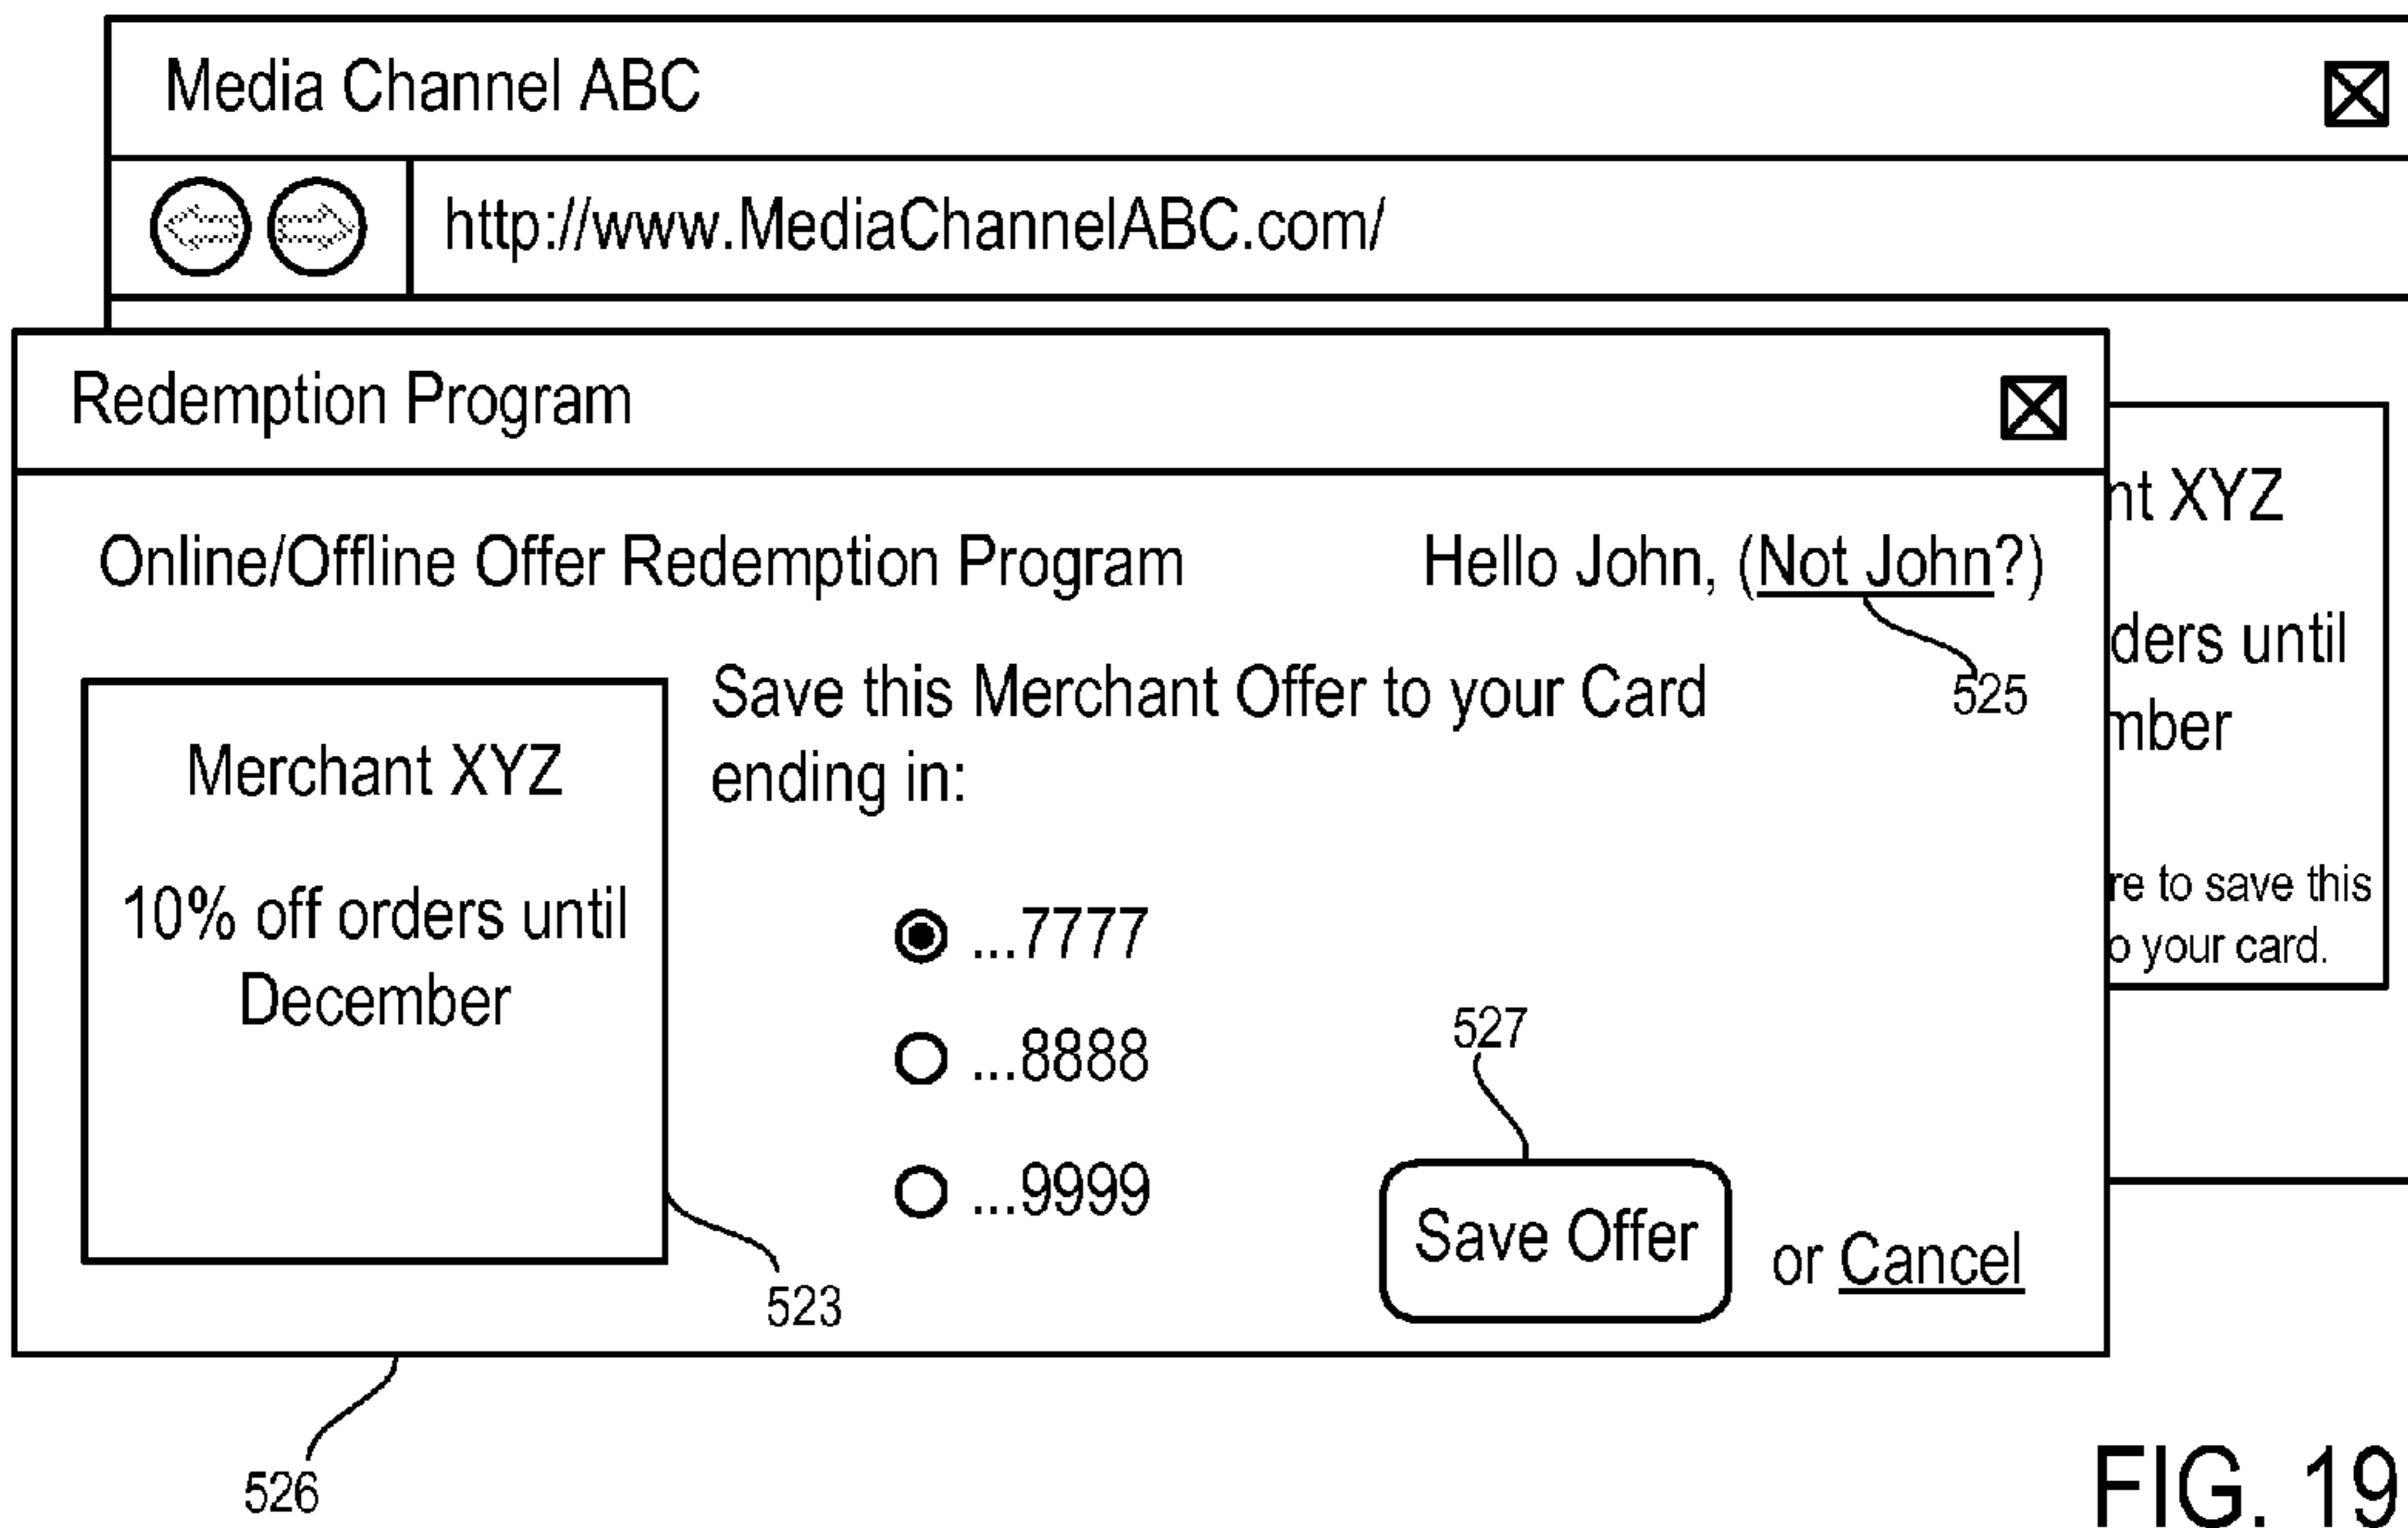 Media Channel ABC
http://www.MediaChannelABC.com/
Redemption Program
Online/Offline Offer Redemption Program
Hello John, (Not John?)
525
Save this Merchant Offer to your Card
ending in:
Merchant XYZ
10% off orders until
December
523
...7777
...8888
...9999
527
Save Offer
or Cancel
nt XYZ
ders until
mber
re to save this
o your card.
526
FIG. 19